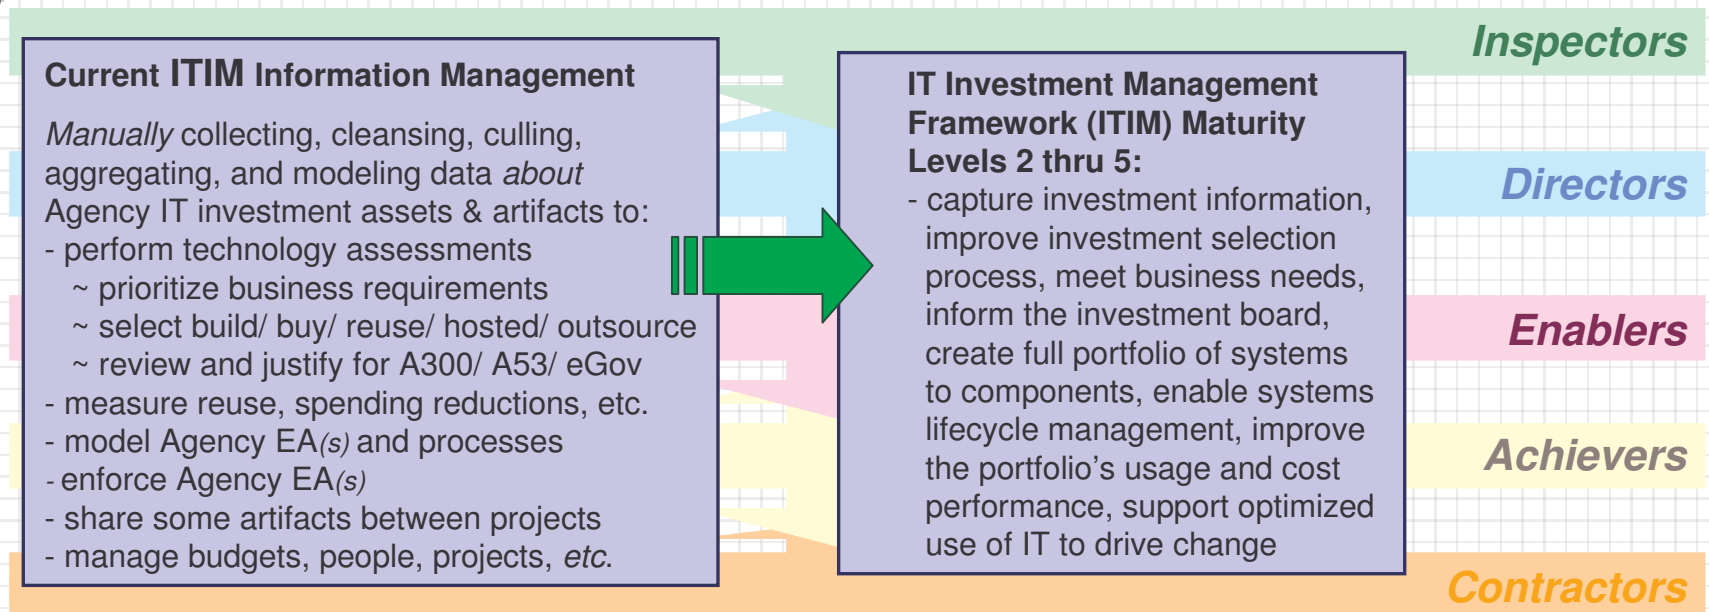 Current ITIM Information Management
Manually collecting, cleansing, culling,
aggregating, and modeling data about
Agency IT investment assets & artifacts to:
- perform technology assessments
~ prioritize business requirements
~ select build/ buy/ reuse/ hosted/ outsource
~ review and justify for A300/ A53/ eGov
- measure reuse, spending reductions, etc.
- model Agency EA(s) and processes
- enforce Agency EA(s)
- share some artifacts between projects
- manage budgets, people, projects, etc.
IT Investment Management
Framework (ITIM) Maturity
Levels 2 thru 5:
- capture investment information,
improve investment selection
process, meet business needs,
inform the investment board,
create full portfolio of systems
to components, enable systems
lifecycle management, improve
the portfolio’s usage and cost
performance, support optimized
use of IT to drive change
Inspectors
Directors
Enablers
Achievers
Contractors